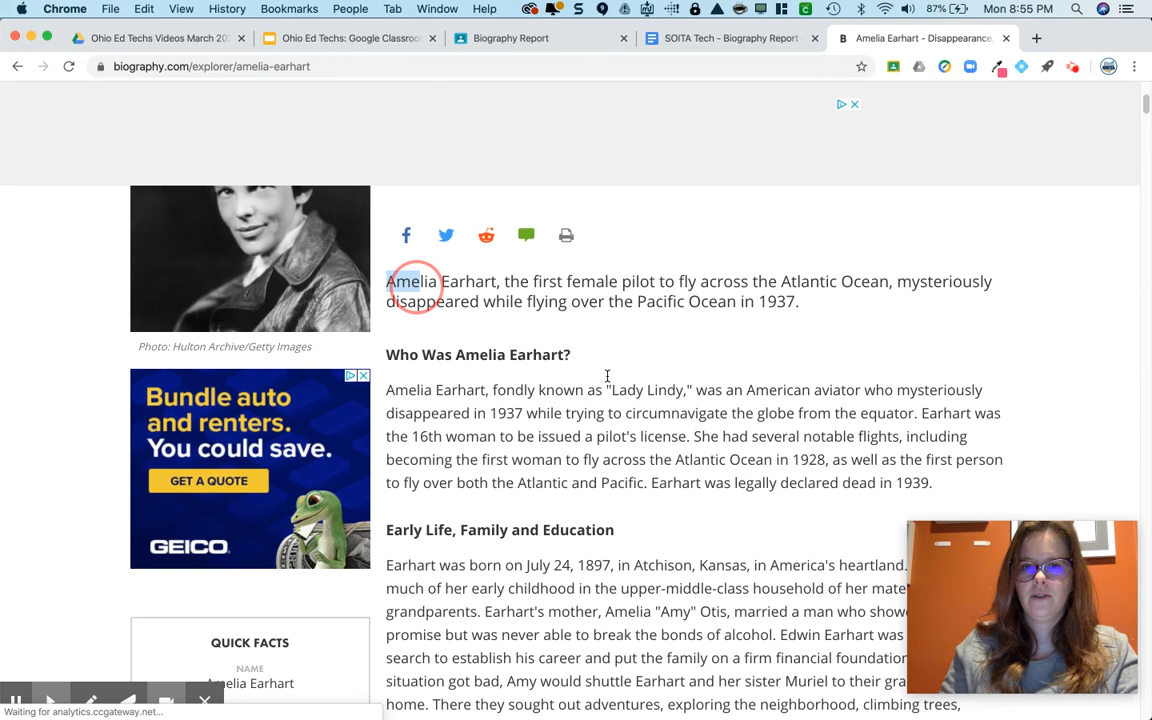 Chrome File Edit View History Bookmarks People Tab Window Help 87% Mon 8:55 PM
Ohio Ed Techs Videos March 20 × Ohio Ed Techs: Google Classroo × Biography Report × SOITA Tech - Biography Report × B Amelia Earhart - Disappearance, × +
biography.com/explorer/amelia-earhart
Amelia Earhart, the first female pilot to fly across the Atlantic Ocean, mysteriously
disappeared while flying over the Pacific Ocean in 1937.
Photo: Hulton Archive/Getty Images
Who Was Amelia Earhart?
Amelia Earhart, fondly known as "Lady Lindy," was an American aviator who mysteriously
disappeared in 1937 while trying to circumnavigate the globe from the equator. Earhart was
the 16th woman to be issued a pilot's license. She had several notable flights, including
becoming the first woman to fly across the Atlantic Ocean in 1928, as well as the first person
to fly over both the Atlantic and Pacific. Earhart was legally declared dead in 1939.
Bundle auto
and renters.
You could save.
GET A QUOTE
GEICO
Early Life, Family and Education
Earhart was born on July 24, 1897, in Atchison, Kansas, in America's heartland.
much of her early childhood in the upper-middle-class household of her mate
grandparents. Earhart's mother, Amelia "Amy" Otis, married a man who showe
promise but was never able to break the bonds of alcohol. Edwin Earhart was
search to establish his career and put the family on a firm financial foundation
situation got bad, Amy would shuttle Earhart and her sister Muriel to their gra
home. There they sought out adventures, exploring the neighborhood, climbing trees,
QUICK FACTS
NAME
Amelia Earhart
Waiting for analytics.ccgateway.net...